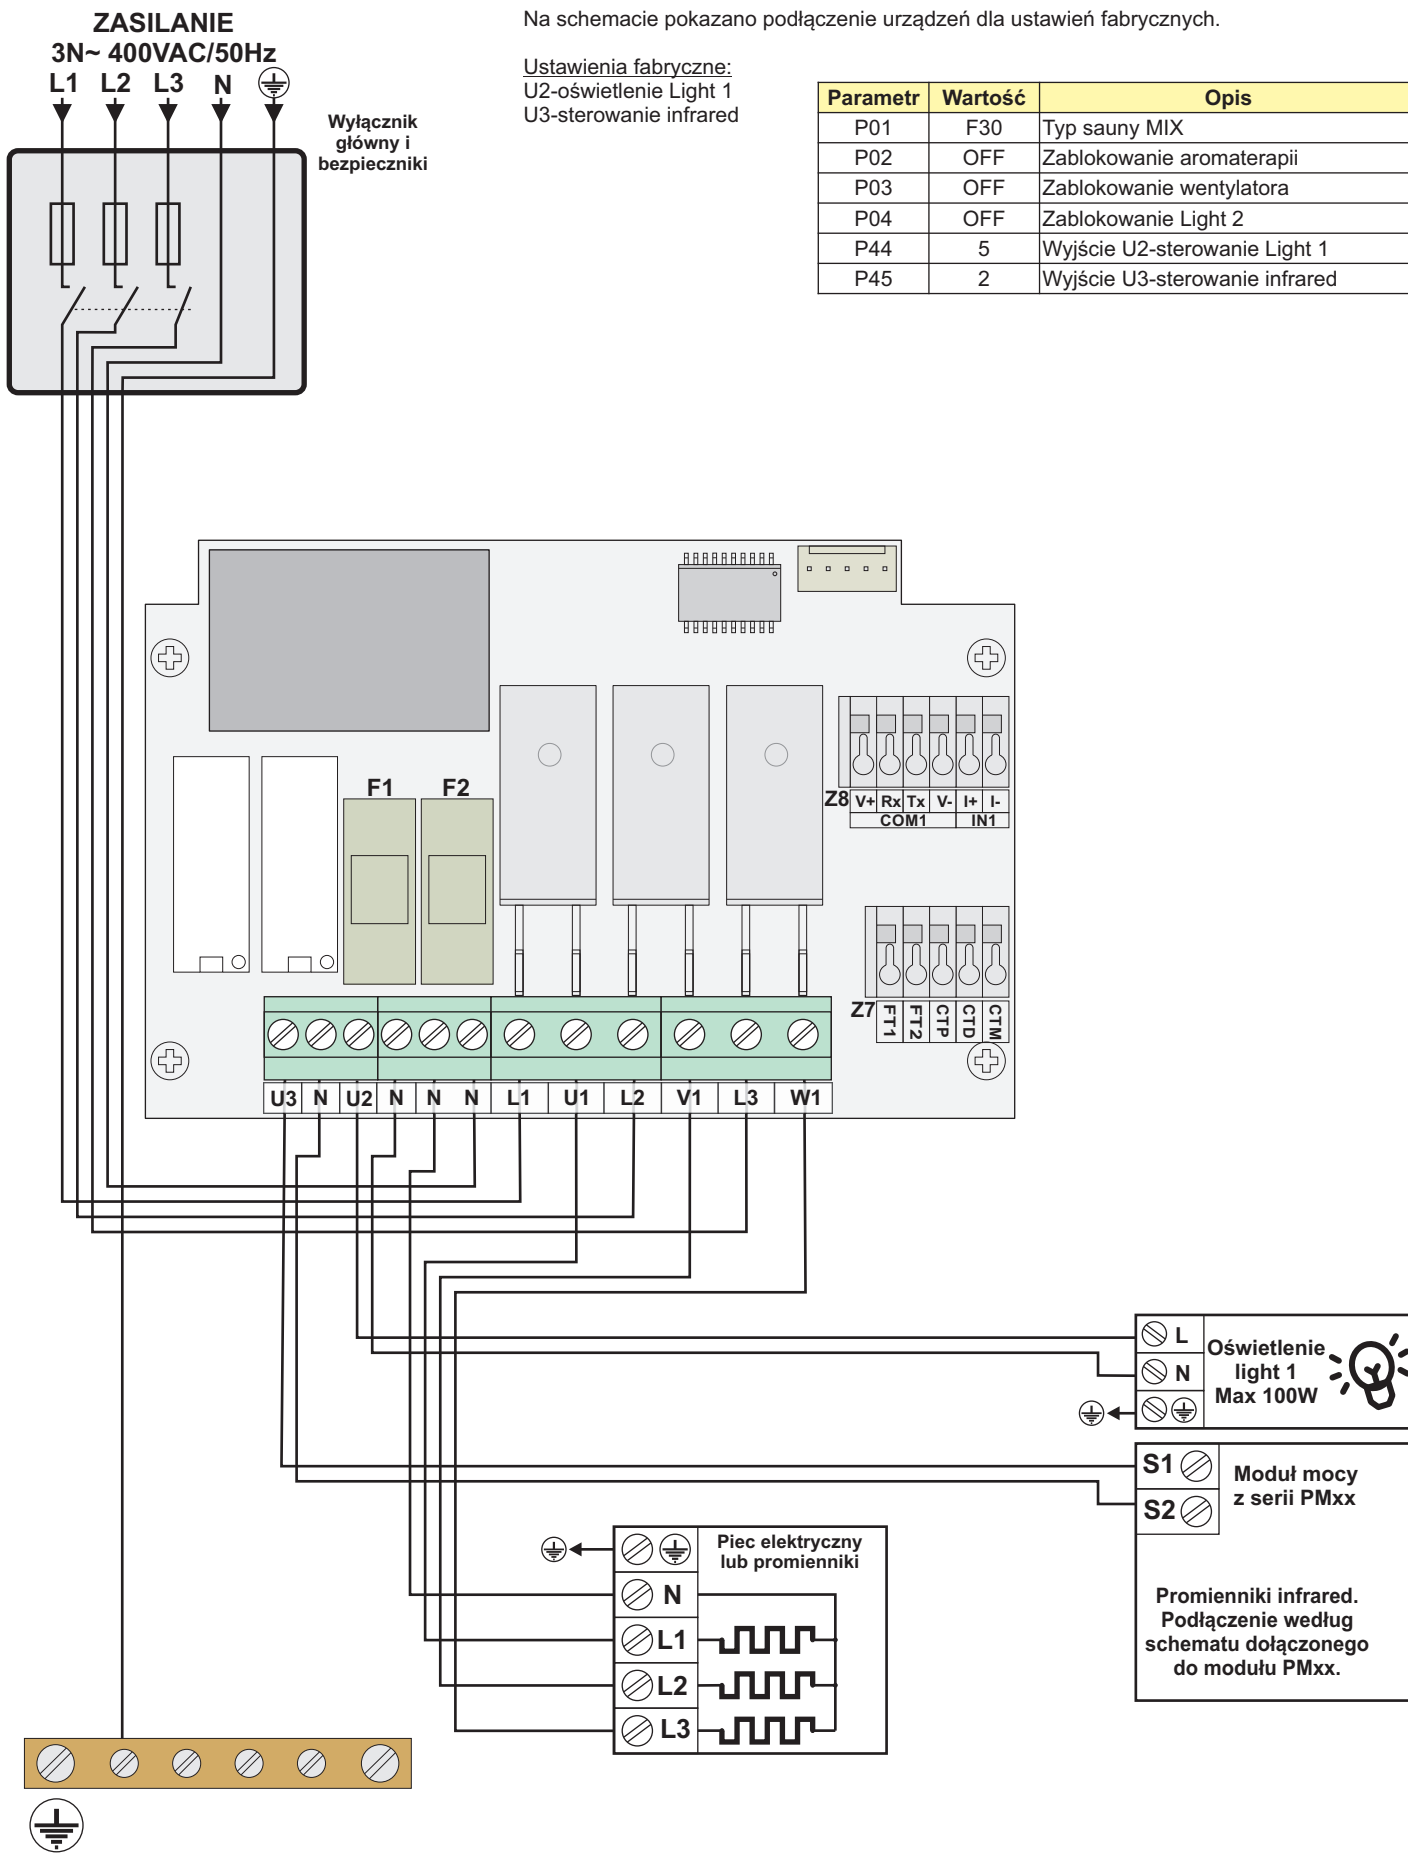 Na schemacie pokazano podłączenie urządzeń dla ustawień fabrycznych.
ZASILANIE
3N~ 400VAC/50Hz
L1 L2 L3 N
Wyłącznik
główny i
bezpieczniki
Ustawienia fabryczne:
U2-oświetlenie Light 1
U3-sterowanie infrared
Parametr Wartość Opis
P01 F30 Typ sauny MIX
P02 OFF Zablokowanie aromaterapii
P03 OFF Zablokowanie wentylatora
P04 OFF Zablokowanie Light 2
P44 5 Wyjście U2-sterowanie Light 1
P45 2 Wyjście U3-sterowanie infrared
F1 F2
Z8 V+ Rx Tx V- I+ I-
COM1 IN1
Z7 FT1 FT2 CTP CTD CTM
U3 N U2 N N N L1 U1 L2 V1 L3 W1
L
N
Oświetlenie
light 1
Max 100W
S1
S2
Moduł mocy
z serii PMxx
Promienniki infrared.
Podłączenie według
schematu dołączonego
do modułu PMxx.
Piec elektryczny
lub promienniki
N
L1
L2
L3